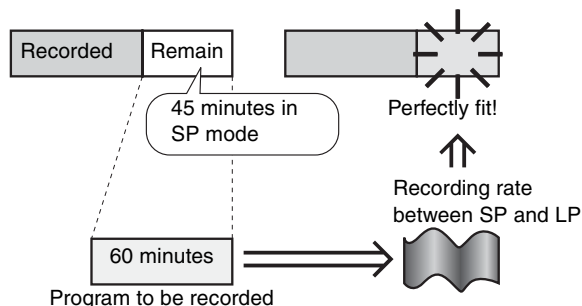 Recorded
Remain
45 minutes in
SP mode
Perfectly fit!
Recording rate
between SP and LP
60 minutes
Program to be recorded